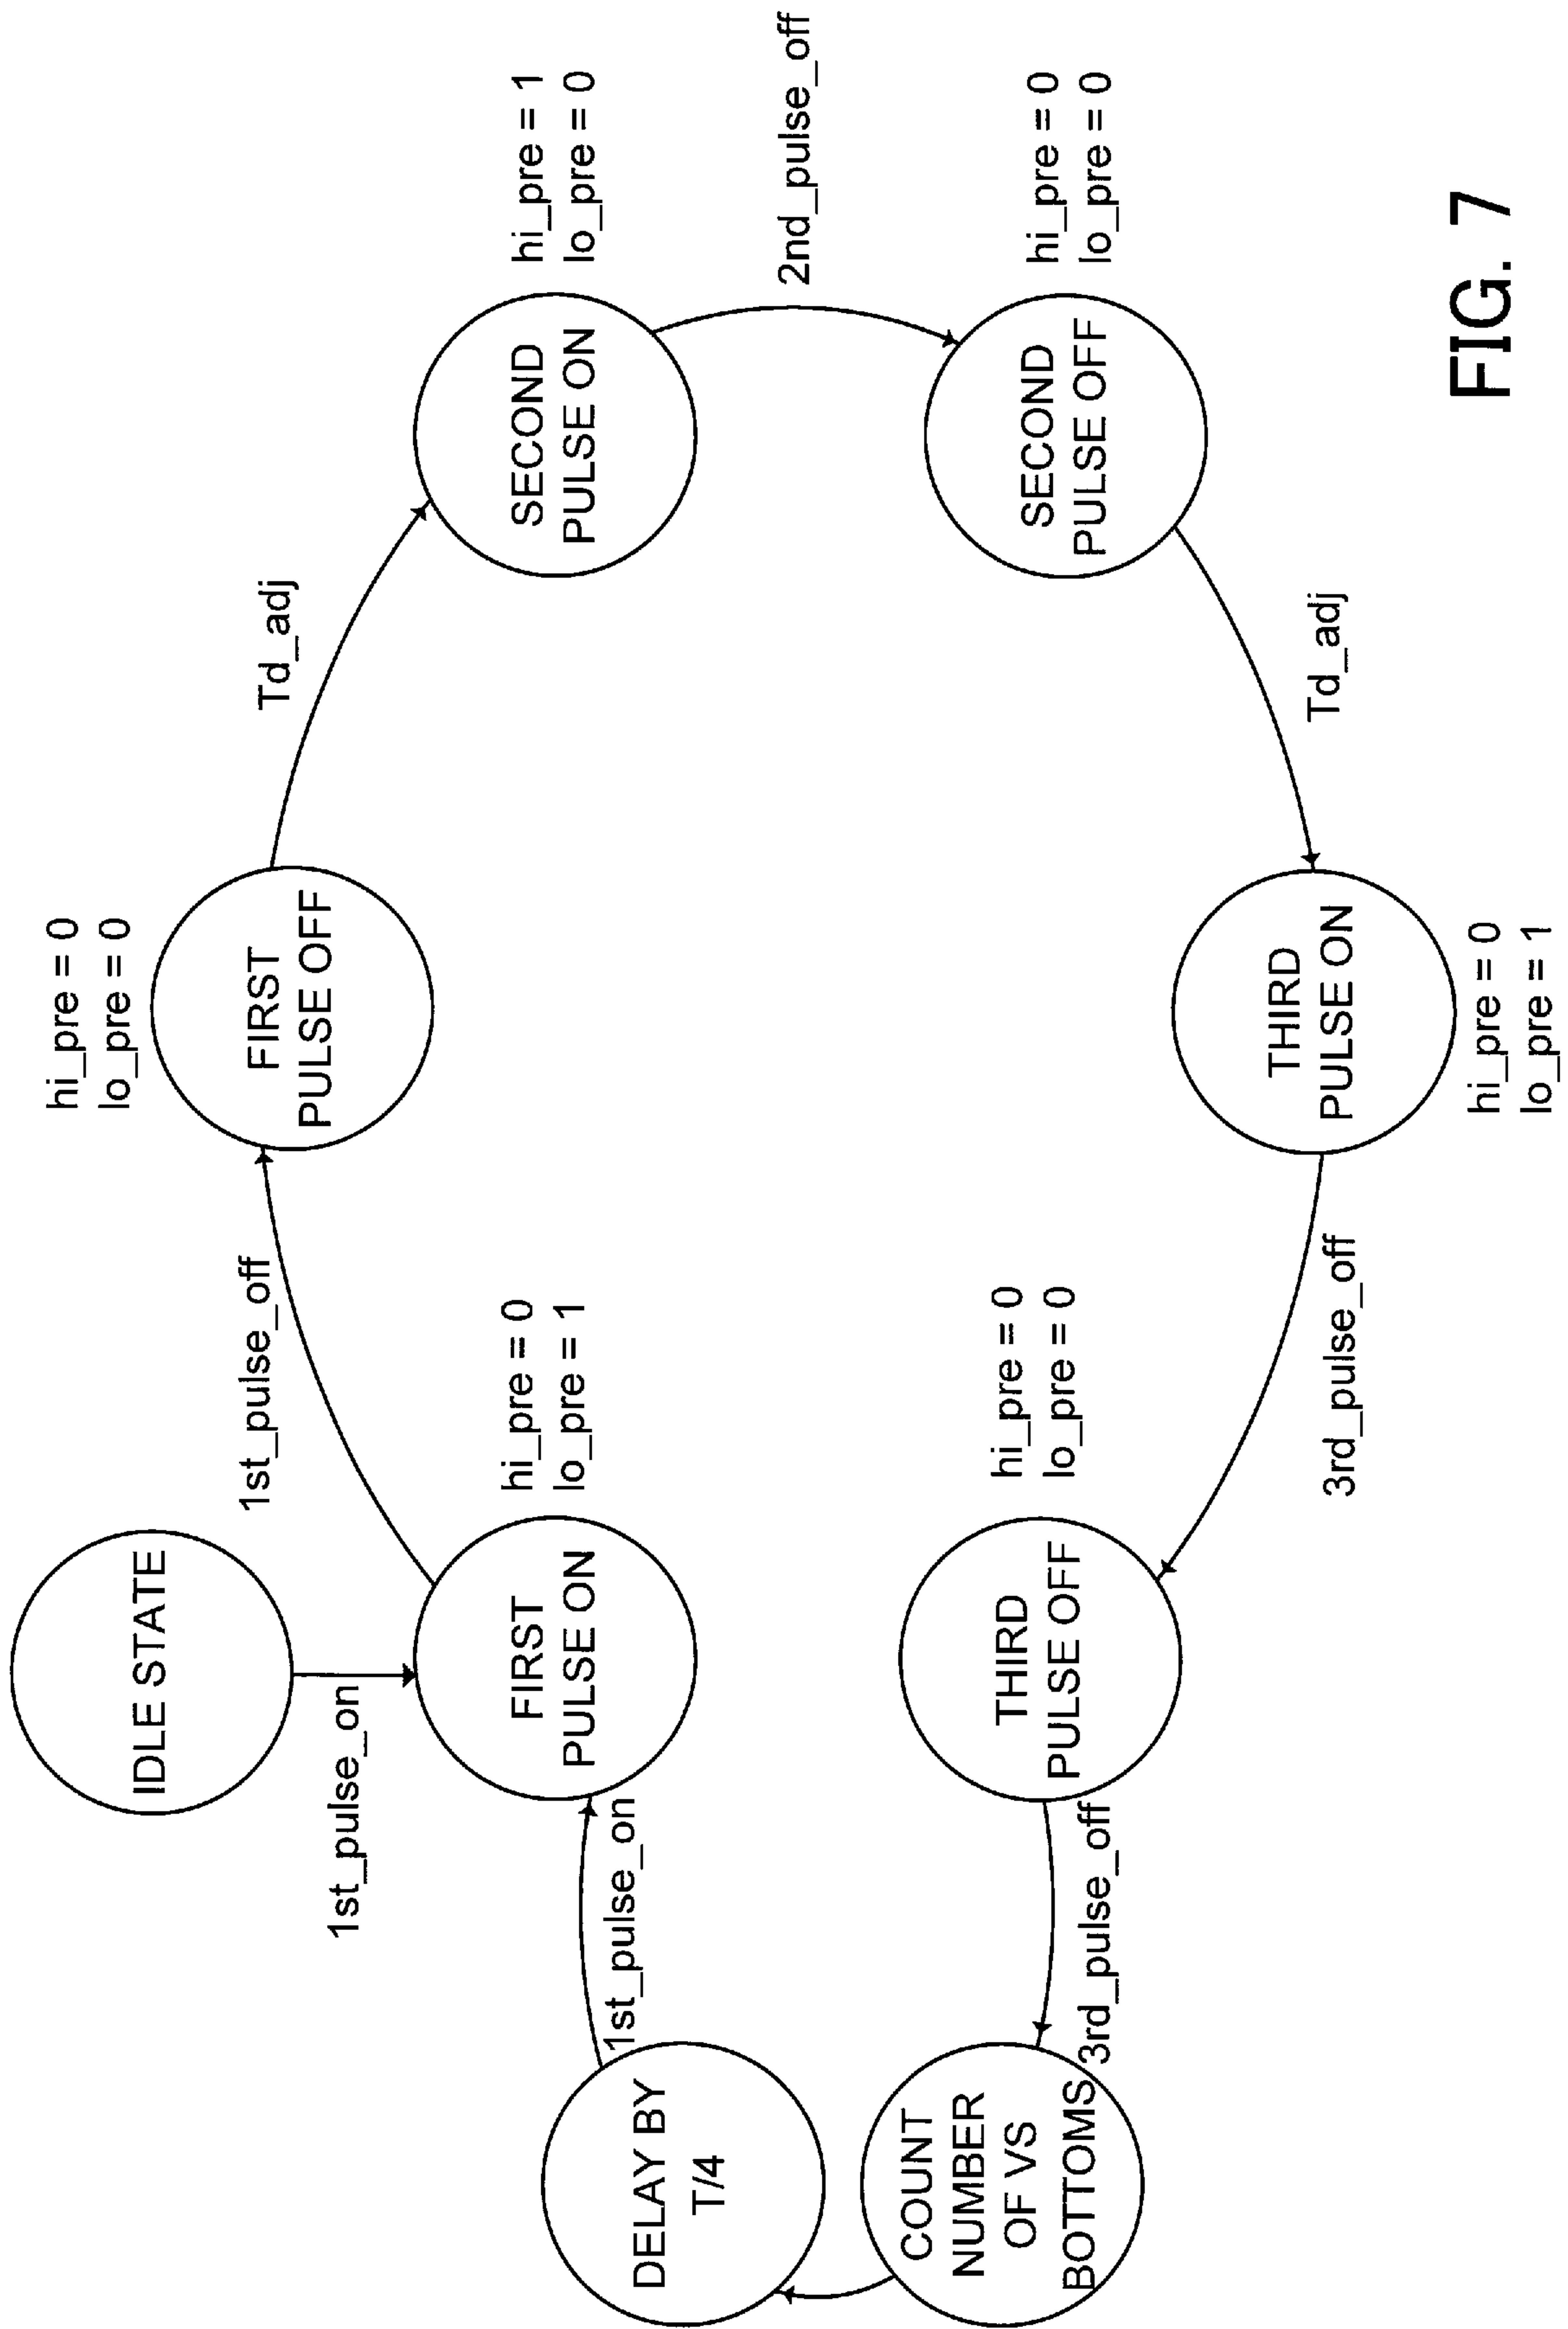 IDLE STATE
1st_pulse_on
FIRST
PULSE ON
hi_pre = 0
lo_pre = 1
1st_pulse_off
FIRST
PULSE OFF
hi_pre = 0
lo_pre = 0
Td_adj
SECOND
PULSE ON
hi_pre = 1
lo_pre = 0
2nd_pulse_off
SECOND
PULSE OFF
hi_pre = 0
lo_pre = 0
Td_adj
THIRD
PULSE ON
hi_pre = 0
lo_pre = 1
3rd_pulse_off
THIRD
PULSE OFF
hi_pre = 0
lo_pre = 0
3rd_pulse_off
COUNT
NUMBER
OF VS
BOTTOMS
DELAY BY
T/4
1st_pulse_on
FIG. 7